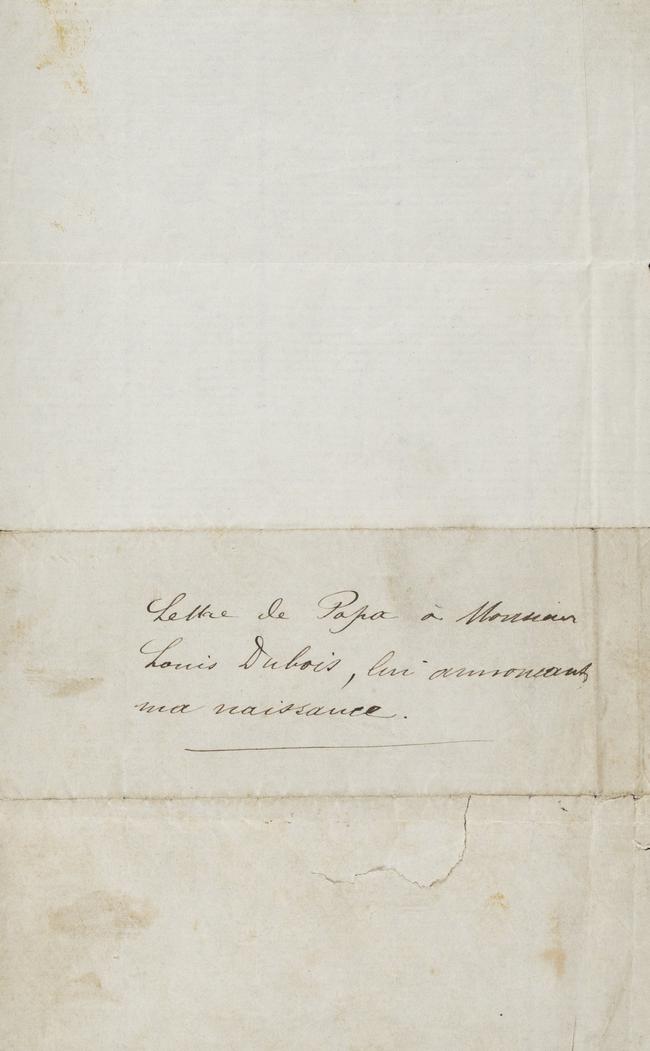 Lettre de Papa à Monsieur
Louis Dubois, lui annonçant
ma naissance.